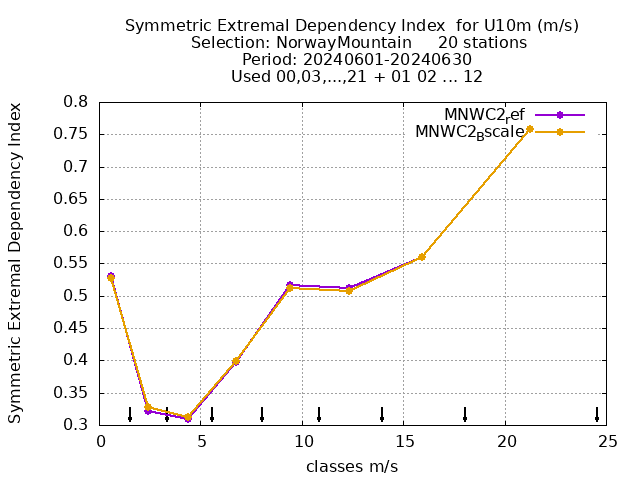 Symmetric Extremal Dependency Index  for U10m (m/s)
Selection: NorwayMountain     20 stations
Period: 20240601-20240630
Used 00,03,...,21 + 01 02 ... 12
Symmetric Extremal Dependency Index
0.8
0.75
0.7
0.65
0.6
0.55
0.5
0.45
0.4
0.35
0.3
MNWC2ref
MNWC2Bscale
0 5 10 15 20 25
classes m/s